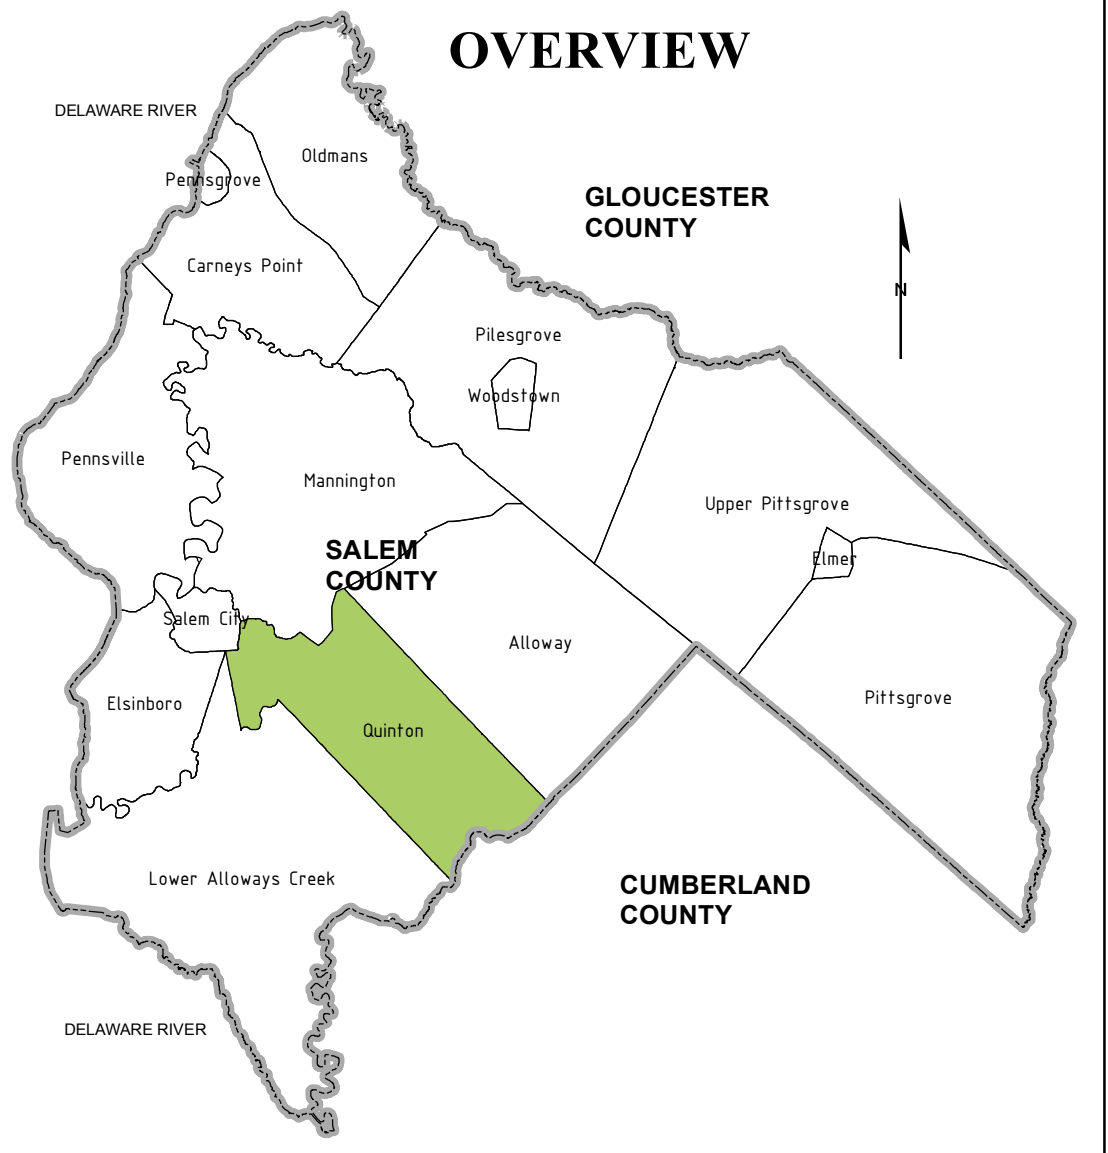 OVERVIEW
DELAWARE RIVER
Oldmans
Pennsgrove
GLOUCESTER
COUNTY
Carneys Point
N
Pilesgrove
Woodstown
Pennsville
Mannington
Upper Pittsgrove
SALEM
COUNTY
Elmer
Salem City
Alloway
Elsinboro
Pittsgrove
Quinton
Lower Alloways Creek
CUMBERLAND
COUNTY
DELAWARE RIVER